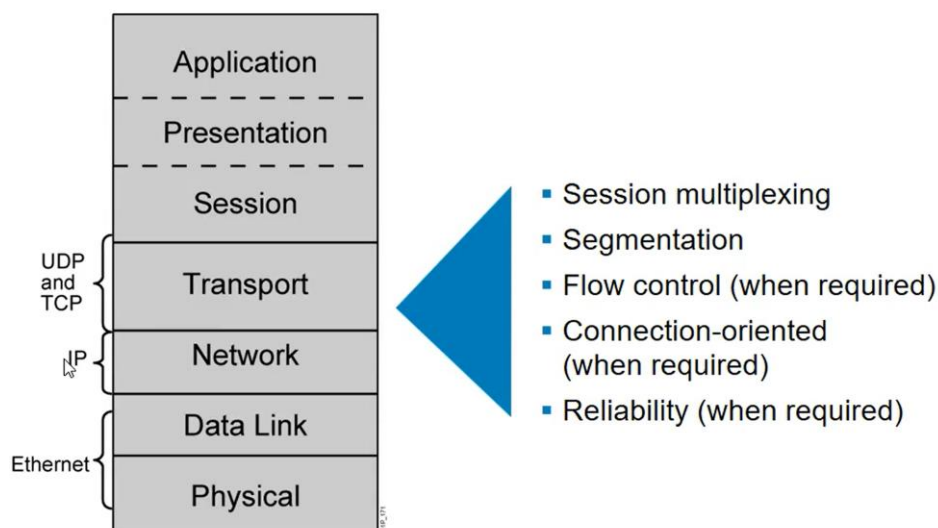 Application
Presentation
Session
UDP
and
TCP
Transport
IP
Network
Data Link
Ethernet
Physical
Session multiplexing
Segmentation
Flow control (when required)
Connection-oriented
(when required)
Reliability (when required)